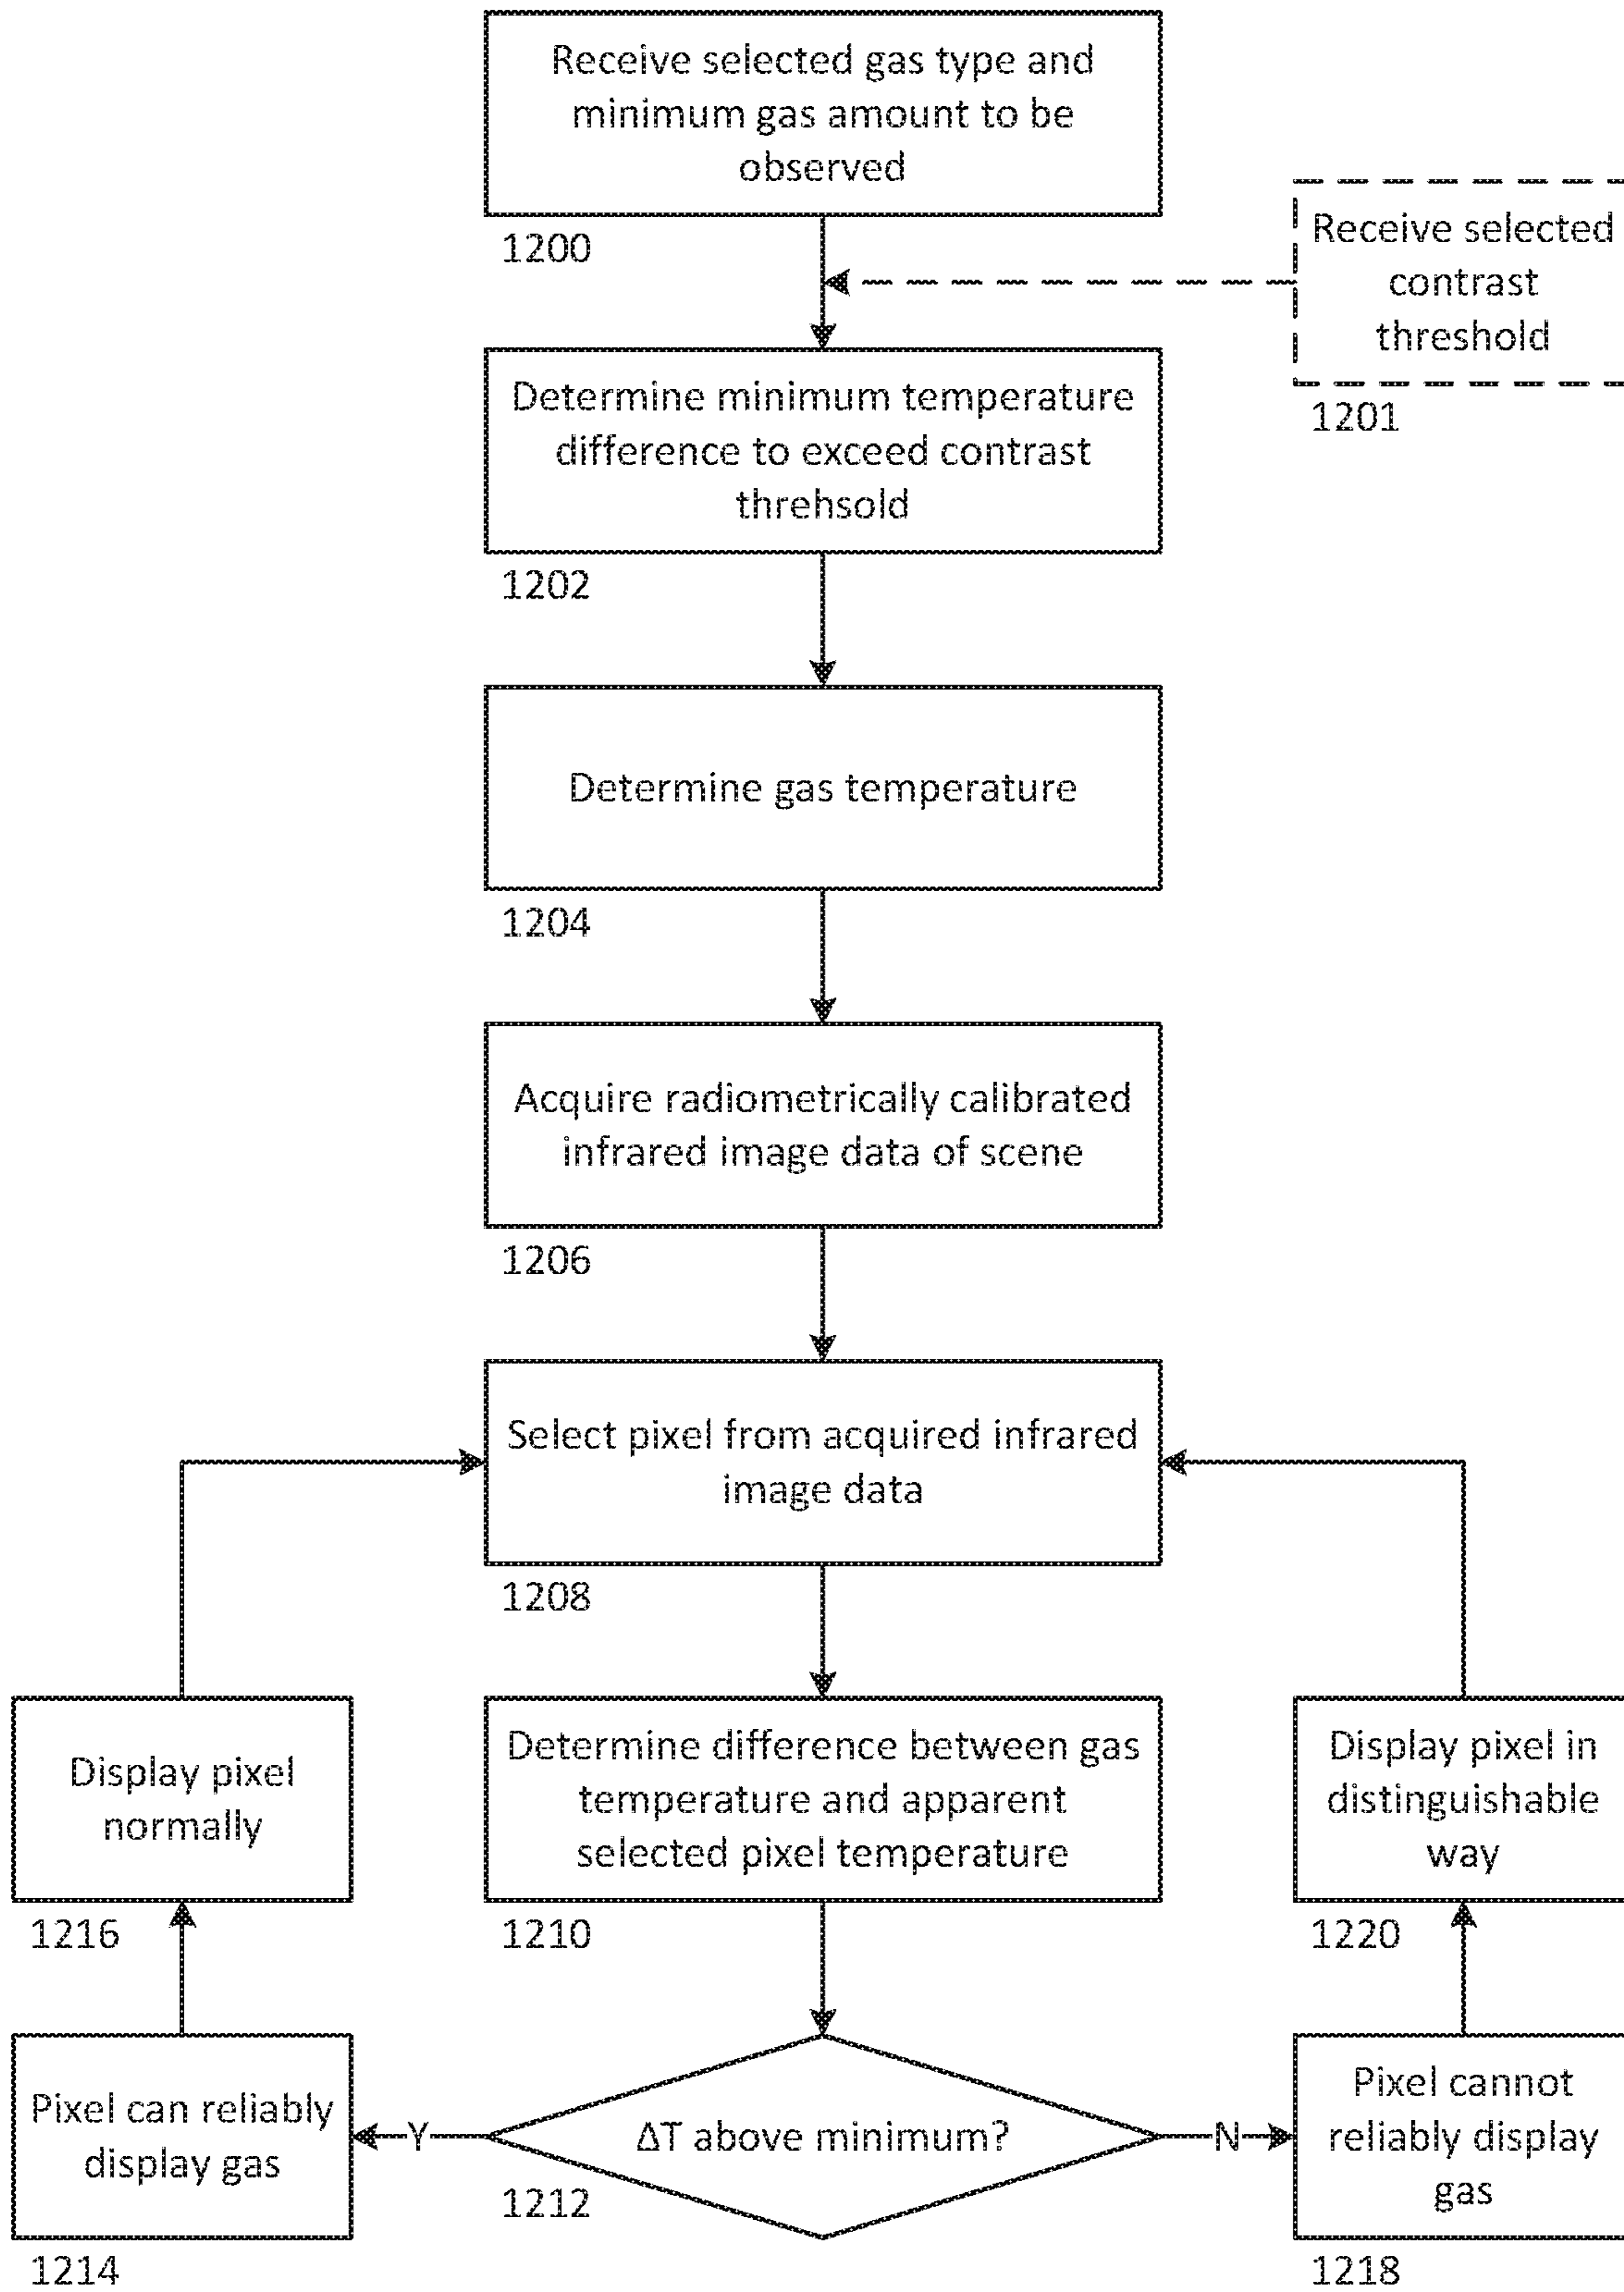 Receive selected gas type and
minimum gas amount to be
observed
1200
Receive selected
contrast
threshold
1201
Determine minimum temperature
difference to exceed contrast
threhsold
1202
Determine gas temperature
1204
Acquire radiometrically calibrated
infrared image data of scene
1206
Select pixel from acquired infrared
image data
1208
Display pixel
normally
1216
Determine difference between gas
temperature and apparent
selected pixel temperature
1210
Display pixel in
distinguishable
way
1220
Pixel can reliably
display gas
1214
Y
ΔT above minimum?
1212
N
Pixel cannot
reliably display
gas
1218